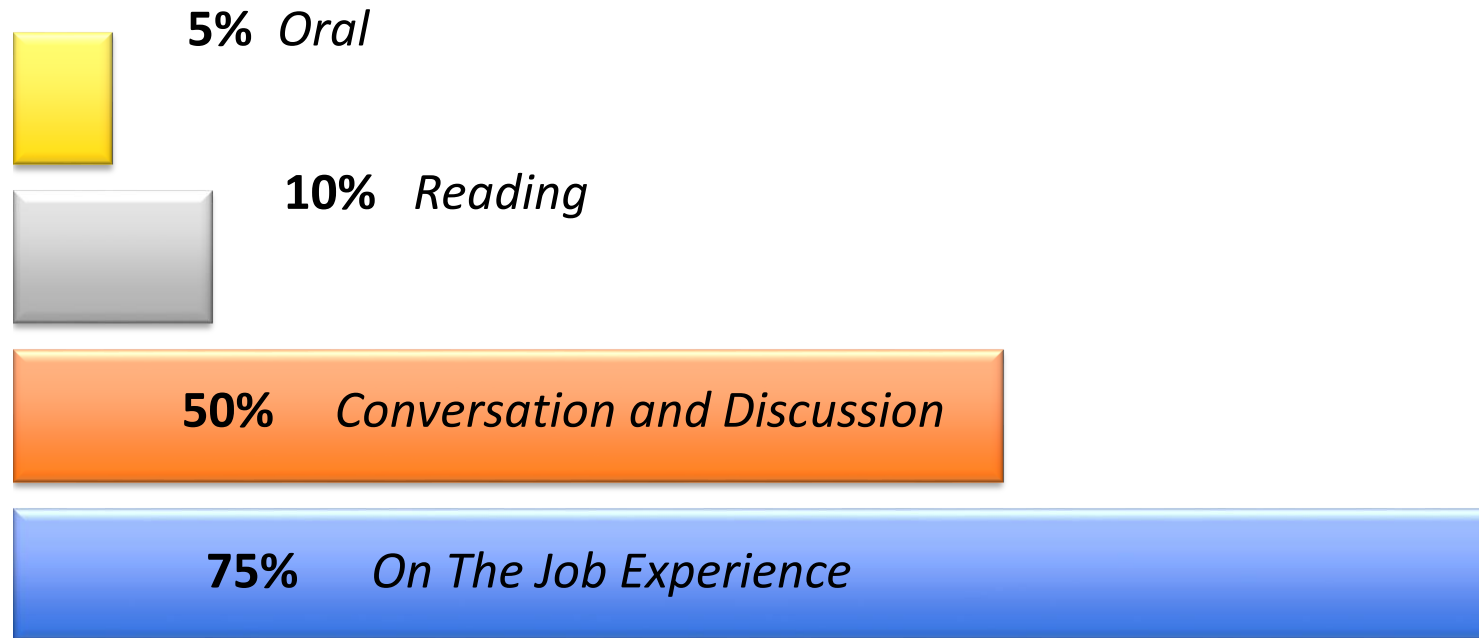 5% Oral
10% Reading
50% Conversation and Discussion
75% On The Job Experience